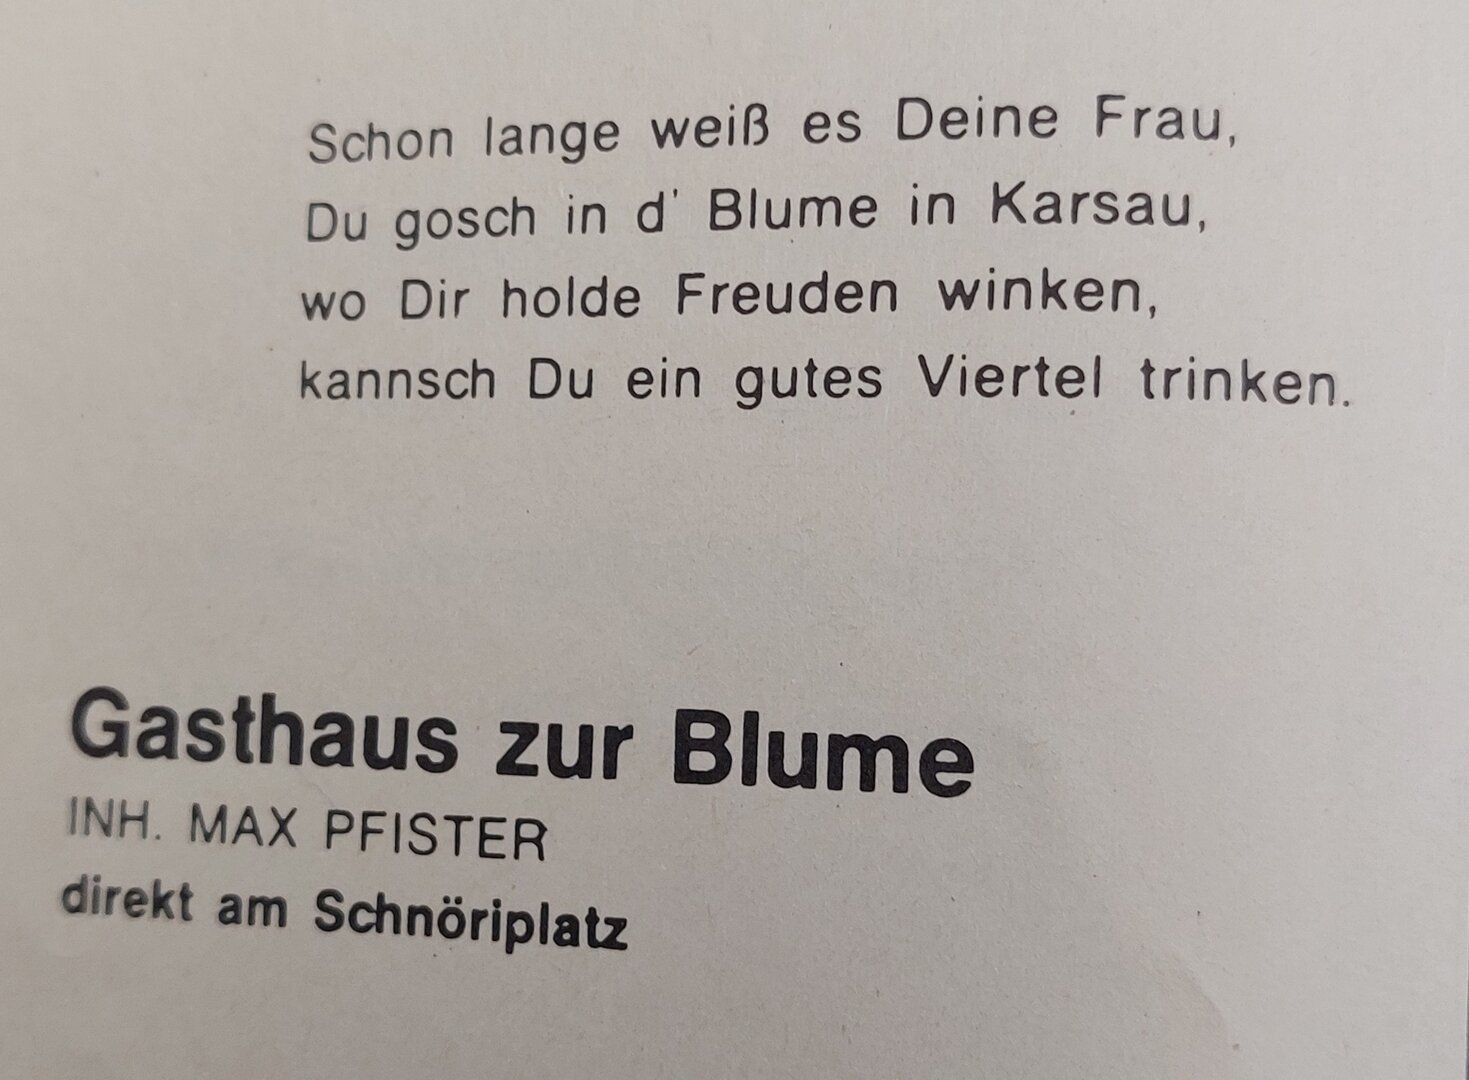 Schon lange weiß es Deine Frau,
Du gosch in d' Blume in Karsau,
wo Dir holde Freuden winken,
kannsch Du ein gutes Viertel trinken.
Gasthaus zur Blume
INH. MAX PFISTER
direkt am Schnöriplatz